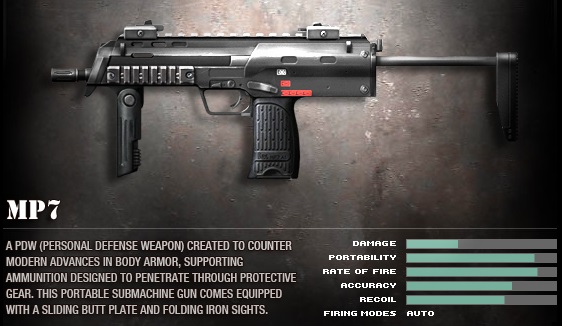 MP7
A PDW (PERSONAL DEFENSE WEAPON) CREATED TO COUNTER
MODERN ADVANCES IN BODY ARMOR, SUPPORTING
AMMUNITION DESIGNED TO PENETRATE THROUGH PROTECTIVE
GEAR. THIS PORTABLE SUBMACHINE GUN COMES EQUIPPED
WITH A SLIDING BUTT PLATE AND FOLDING IRON SIGHTS.
DAMAGE
PORTABILITY
RATE OF FIRE
ACCURACY
RECOIL
FIRING MODES AUTO